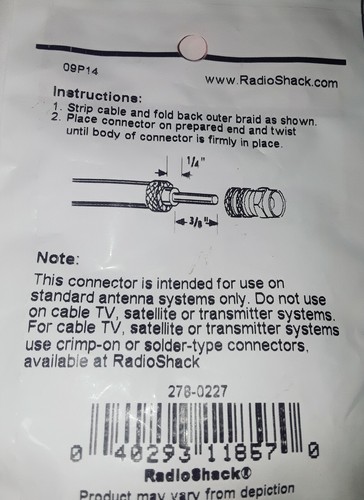 09P14
www.RadioShack.com
Instructions:
1. Strip cable and fold back outer braid as shown.
2. Place connector on prepared end and twist
until body of connector is firmly in place.
1/4"
3/8"
Note:
This connector is intended for use on
standard antenna systems only. Do not use
on cable TV, satellite or transmitter systems.
For cable TV, satellite or transmitter systems
use crimp-on or solder-type connectors,
available at RadioShack
278-0227
0 40293 11857 0
RadioShack®
Product may vary from depiction